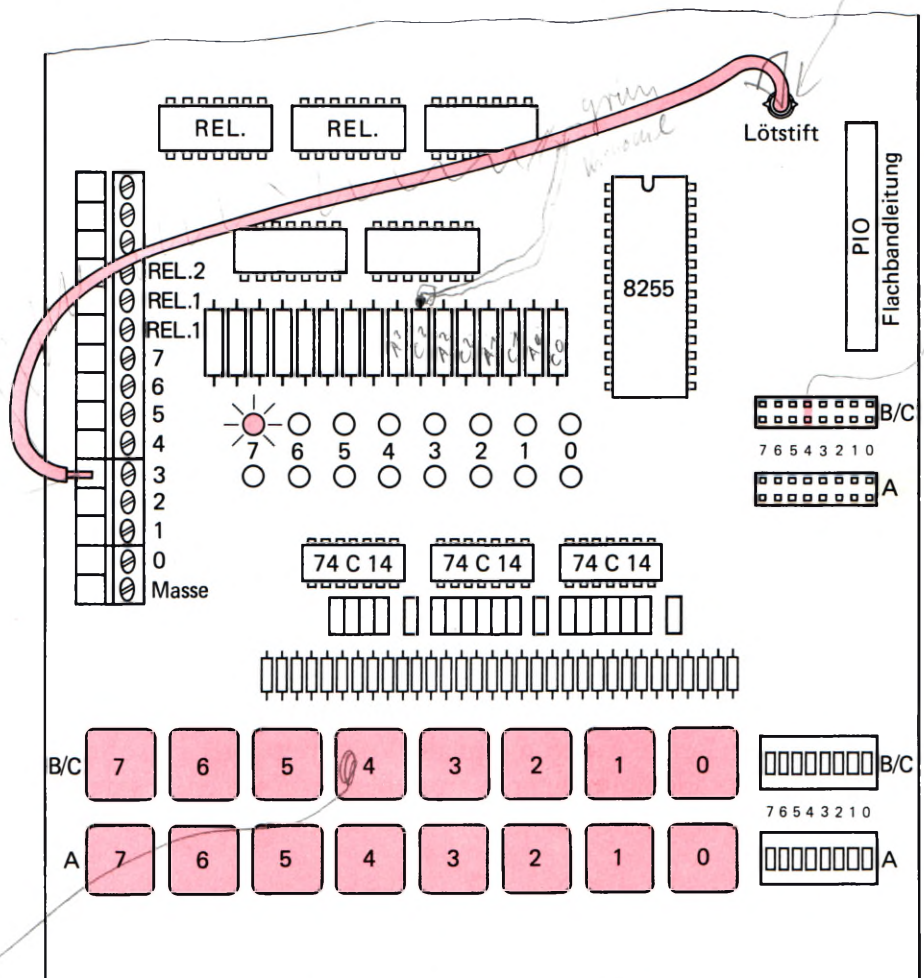 grün
REL. REL.
Lötstift
PIO
Flachbandleitung
8255
REL.2
REL.1
REL.1
7
6
5
4
3
2
1
0
Masse
7 6 5 4 3 2 1 0
B/C
7 6 5 4 3 2 1 0
A
74 C 14 74 C 14 74 C 14
B/C 7 6 5 4 3 2 1 0 B/C
7 6 5 4 3 2 1 0
A 7 6 5 4 3 2 1 0 A